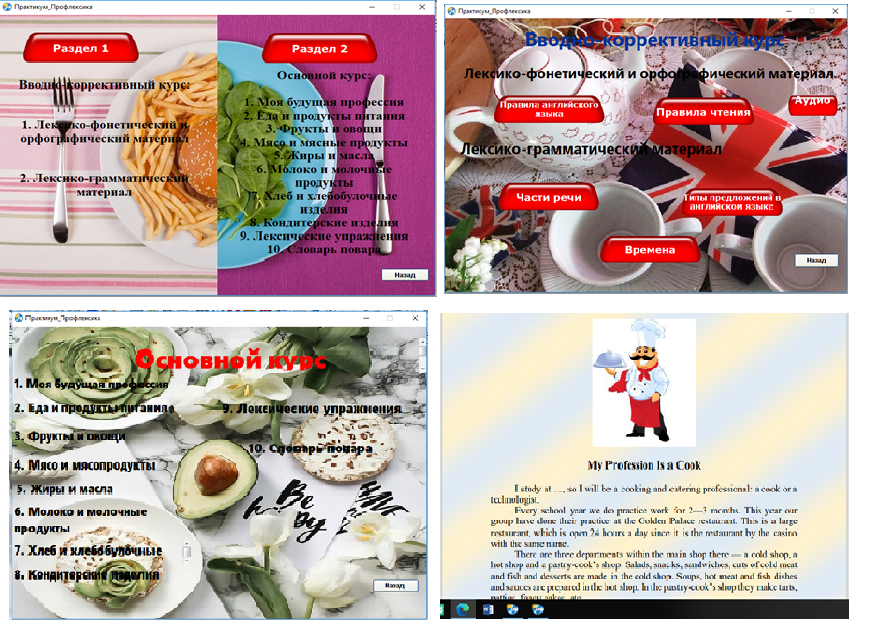 Практикум_Профлексика
Раздел 1
Вводно-коррективный курс:
1. Лексико-фонетический и
орфографический материал
2. Лексико-грамматический
материал
Раздел 2
Основной курс:
1. Моя будущая профессия
2. Еда и продукты питания
3. Фрукты и овощи
4. Мясо и мясные продукты
5. Жиры и масла
6. Молоко и молочные
продукты
7. Хлеб и хлебобулочные
изделия
8. Кондитерские изделия
9. Лексические упражнения
10. Словарь повара
Назад
Практикум_Профлексика
Вводно-коррективный курс
Лексико-фонетический и орфографический материал
Правила английского
языка
Правила чтения
Аудио
Лексико-грамматический материал
Части речи
Типы предложений в
английском языке
Времена
Назад
Практикум_Профлексика
Основной курс
1. Моя будущая профессия
2. Еда и продукты питания
3. Фрукты и овощи
4. Мясо и мясопродукты
5. Жиры и масла
6. Молоко и молочные
продукты
7. Хлеб и хлебобулочные
8. Кондитерские изделия
9. Лексические упражнения
10. Словарь повара
Be
Назад
My Profession is a Cook
I study at ..., so I will be a cooking and catering professional: a cook or a
technologist.
Every school year we do practice work for 2—3 months. This year our
group have done their practice at the Golden Palace restaurant. This is a large
restaurant, which is open 24 hours a day since it is the restaurant by the casino
with the same name.
There are three departments within the main shop there — a cold shop, a
hot shop and a pastry-cook's shop. Salads, snacks, sandwiches, cuts of cold meat
and fish and desserts are made in the cold shop. Soups, hot meat and fish dishes
and sauces are prepared in the hot shop. In the pastry-cook's shop they make tarts,
patties, fancy cakes, etc.